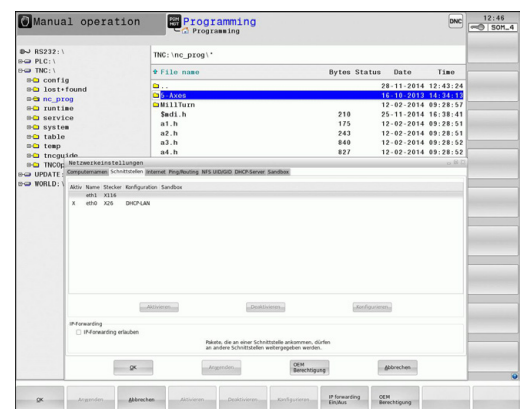 Manual operation
PGM MGT
Programming
Programming
DNC
12:46
SOM_4
RS232:\
PLC:\
TNC:\
config
lost+found
nc_prog
runtime
service
system
table
temp
tncguide
TNCOp
UPDATE:
WORLD:\
TNC:\nc_prog\*
File name Bytes Status Date Time
.. 28-11-2014 12:43:24
5-Axes 16-10-2013 14:34:13
MillTurn 12-02-2014 09:28:57
$mdi.h 210 25-11-2014 16:38:41
a1.h 175 12-02-2014 09:28:51
a2.h 243 12-02-2014 09:28:51
a3.h 840 12-02-2014 09:28:52
a4.h 827 12-02-2014 09:28:52
Netzwerkeinstellungen
Computernamen Schnittstellen Internet Ping/Routing NFS UID/GID DHCP-Server Sandbox
Aktiv Name Stecker Konfiguration Sandbox
eth1 X116
X eth0 X26 DHCP-LAN
Aktivieren Deaktivieren Konfigurieren
IP-Forwarding
IP-Forwarding erlauben
Pakete, die an einer Schnittstelle ankommen, dürfen
an andere Schnittstellen weitergegeben werden.
OK Anwenden OEM Berechtigung Abbrechen
OK Anwenden Abbrechen Aktivieren Deaktivieren Konfigurieren IP forwarding Ein/Aus OEM Berechtigung